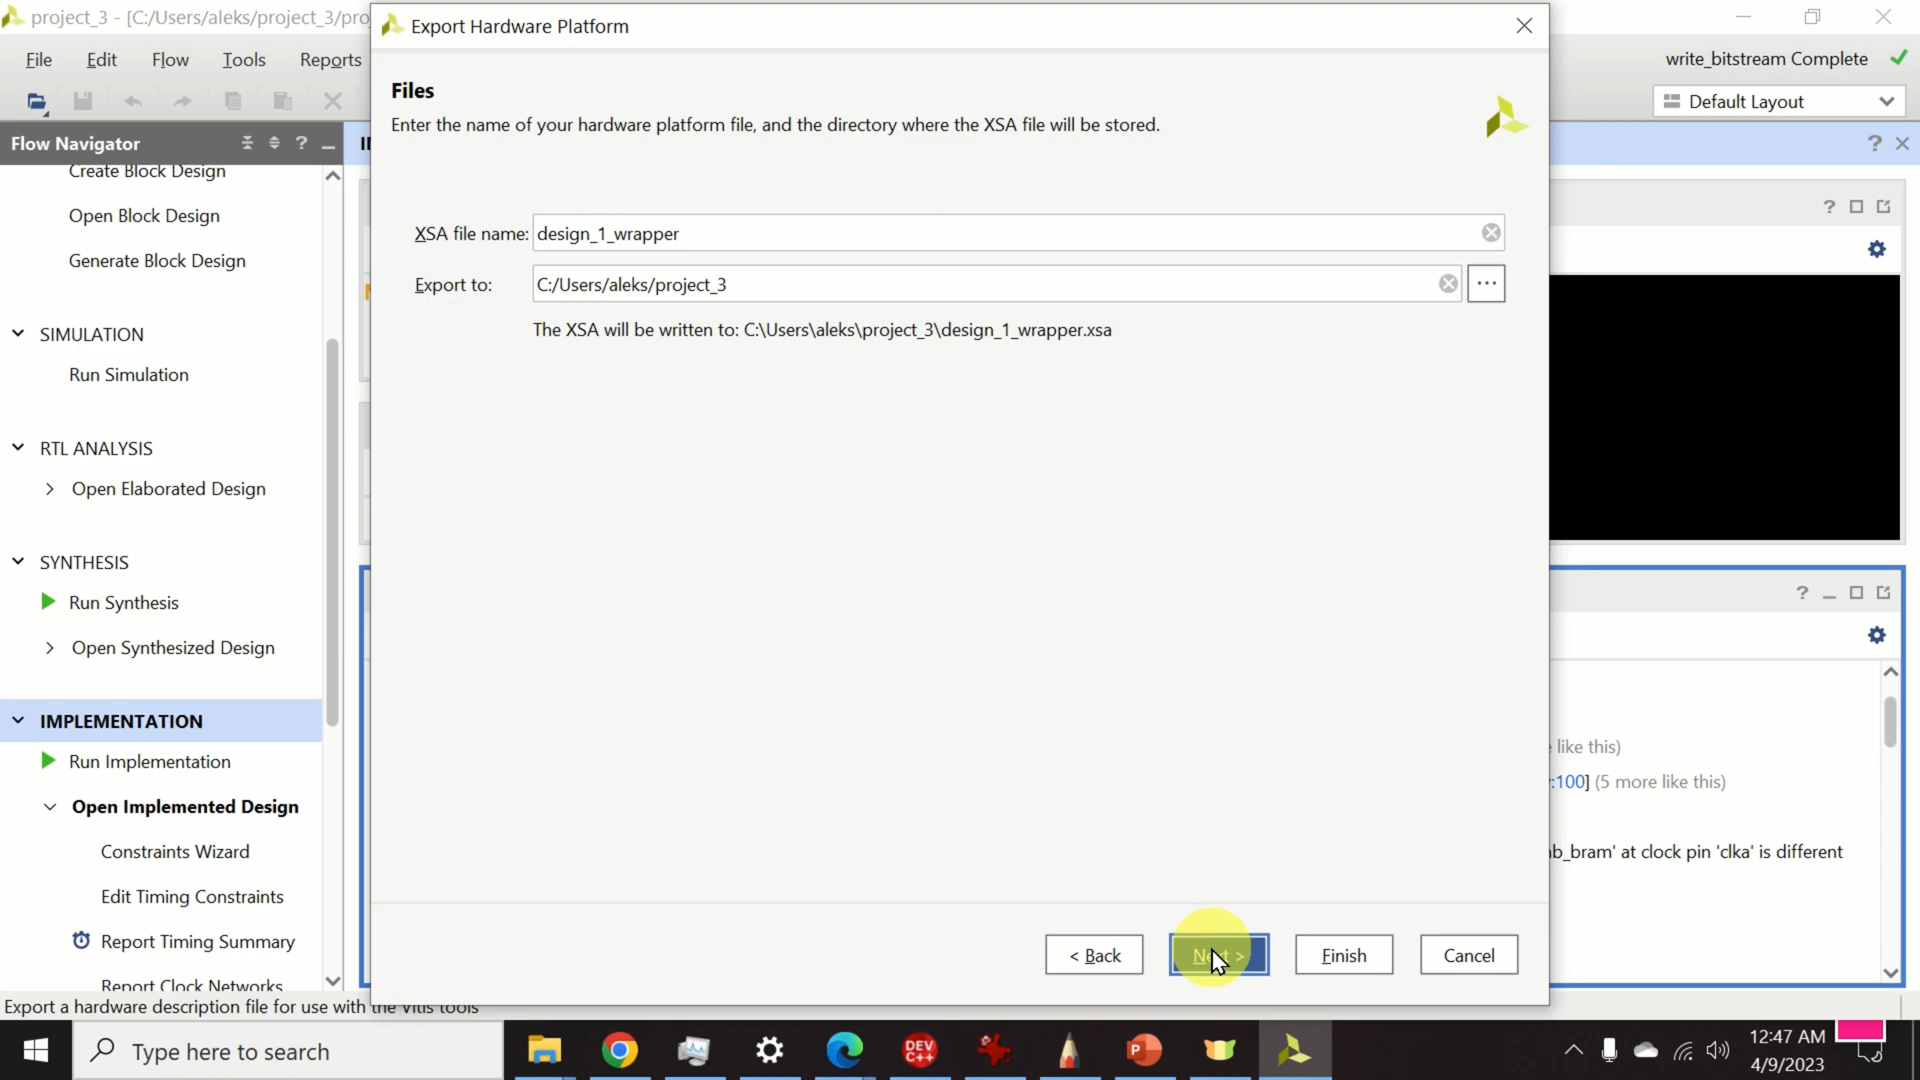 project_3 - [C:/Users/aleks/project_3/pro
Export Hardware Platform
File Edit Flow Tools Reports
write_bitstream Complete
Default Layout
Flow Navigator
Files
Enter the name of your hardware platform file, and the directory where the XSA file will be stored.
Create Block Design
Open Block Design
Generate Block Design
SIMULATION
Run Simulation
RTL ANALYSIS
Open Elaborated Design
SYNTHESIS
Run Synthesis
Open Synthesized Design
IMPLEMENTATION
Run Implementation
Open Implemented Design
Constraints Wizard
Edit Timing Constraints
Report Timing Summary
Report Clock Networks
XSA file name: design_1_wrapper
Export to: C:/Users/aleks/project_3
The XSA will be written to: C:\Users\aleks\project_3\design_1_wrapper.xsa
like this)
:100] (5 more like this)
b_bram' at clock pin 'clka' is different
< Back Next > Finish Cancel
Export a hardware description file for use with the Vitis tools
Type here to search
DEV C++
12:47 AM
4/9/2023